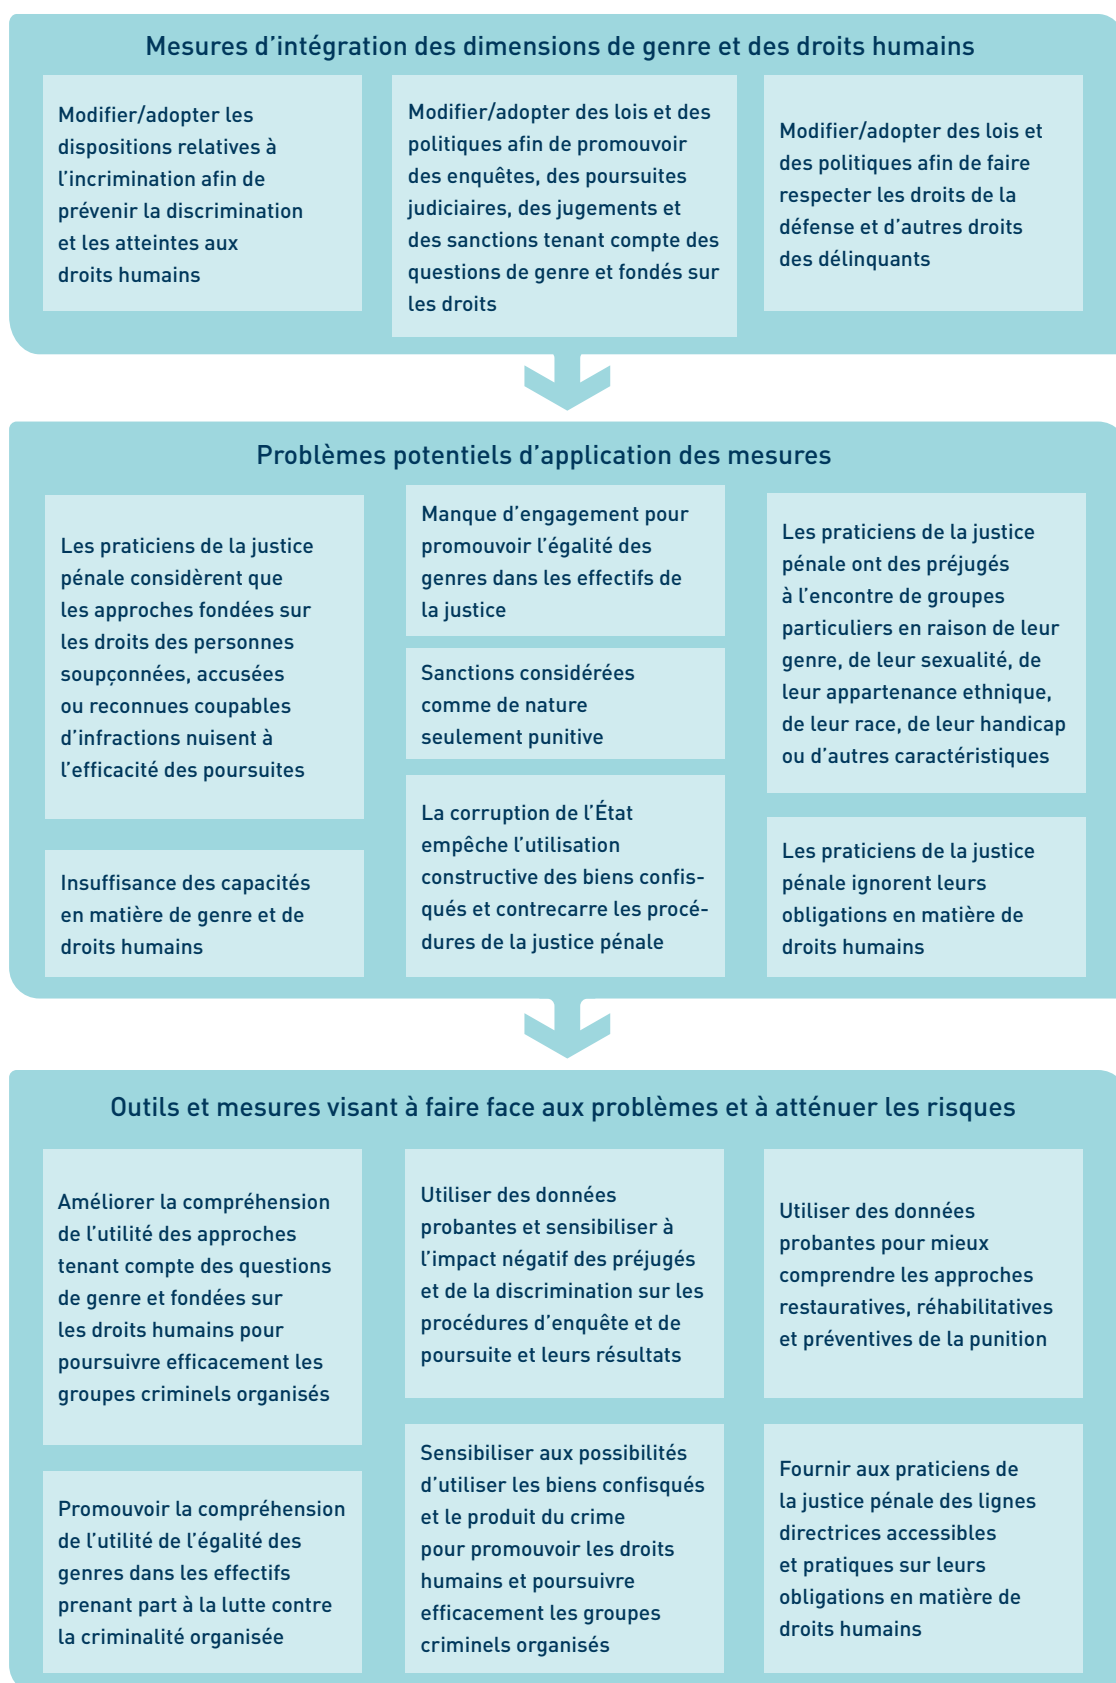 Mesures d’intégration des dimensions de genre et des droits humains
Modifier/adopter les
dispositions relatives à
l’incrimination afin de
prévenir la discrimination
et les atteintes aux
droits humains
Modifier/adopter des lois et des
politiques afin de promouvoir
des enquêtes, des poursuites
judiciaires, des jugements et
des sanctions tenant compte des
questions de genre et fondés sur
les droits
Modifier/adopter des lois et
des politiques afin de faire
respecter les droits de la
défense et d’autres droits
des délinquants
Problèmes potentiels d’application des mesures
Les praticiens de la justice
pénale considèrent que
les approches fondées sur
les droits des personnes
soupçonnées, accusées
ou reconnues coupables
d’infractions nuisent à
l’efficacité des poursuites
Insuffisance des capacités
en matière de genre et de
droits humains
Manque d’engagement pour
promouvoir l’égalité des
genres dans les effectifs de
la justice
Sanctions considérées
comme de nature
seulement punitive
La corruption de l’État
empêche l’utilisation
constructive des biens confis-
qués et contrecarre les procé-
dures de la justice pénale
Les praticiens de la justice
pénale ont des préjugés
à l’encontre de groupes
particuliers en raison de leur
genre, de leur sexualité, de
leur appartenance ethnique,
de leur race, de leur handicap
ou d’autres caractéristiques
Les praticiens de la justice
pénale ignorent leurs
obligations en matière de
droits humains
Outils et mesures visant à faire face aux problèmes et à atténuer les risques
Améliorer la compréhension
de l’utilité des approches
tenant compte des questions
de genre et fondées sur
les droits humains pour
poursuivre efficacement les
groupes criminels organisés
Promouvoir la compréhension
de l’utilité de l’égalité des
genres dans les effectifs
prenant part à la lutte contre
la criminalité organisée
Utiliser des données
probantes et sensibiliser à
l’impact négatif des préjugés
et de la discrimination sur les
procédures d’enquête et de
poursuite et leurs résultats
Sensibiliser aux possibilités
d’utiliser les biens confisqués
et le produit du crime
pour promouvoir les droits
humains et poursuivre
efficacement les groupes
criminels organisés
Utiliser des données
probantes pour mieux
comprendre les approches
restauratives, réhabilitatives
et préventives de la punition
Fournir aux praticiens de
la justice pénale des lignes
directrices accessibles
et pratiques sur leurs
obligations en matière de
droits humains